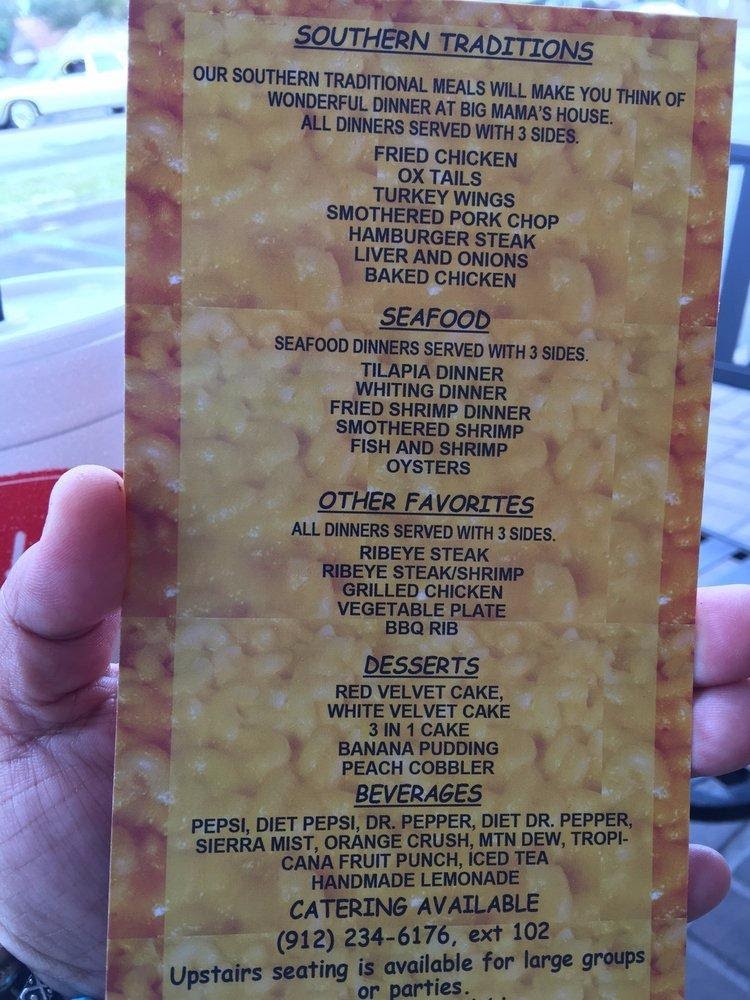 SOUTHERN TRADITIONS
OUR SOUTHERN TRADITIONAL MEALS WILL MAKE YOU THINK OF
WONDERFUL DINNER AT BIG MAMA'S HOUSE.
ALL DINNERS SERVED WITH 3 SIDES.
FRIED CHICKEN
OX TAILS
TURKEY WINGS
SMOTHERED PORK CHOP
HAMBURGER STEAK
LIVER AND ONIONS
BAKED CHICKEN
SEAFOOD
SEAFOOD DINNERS SERVED WITH 3 SIDES.
TILAPIA DINNER
WHITING DINNER
FRIED SHRIMP DINNER
SMOTHERED SHRIMP
FISH AND SHRIMP
OYSTERS
OTHER FAVORITES
ALL DINNERS SERVED WITH 3 SIDES.
RIBEYE STEAK
RIBEYE STEAK/SHRIMP
GRILLED CHICKEN
VEGETABLE PLATE
BBQ RIB
DESSERTS
RED VELVET CAKE,
WHITE VELVET CAKE
3 IN 1 CAKE
BANANA PUDDING
PEACH COBBLER
BEVERAGES
PEPSI, DIET PEPSI, DR. PEPPER, DIET DR. PEPPER,
SIERRA MIST, ORANGE CRUSH, MTN DEW, TROPI-
CANA FRUIT PUNCH, ICED TEA
HANDMADE LEMONADE
CATERING AVAILABLE
(912) 234-6176, ext 102
Upstairs seating is available for large groups
or parties.